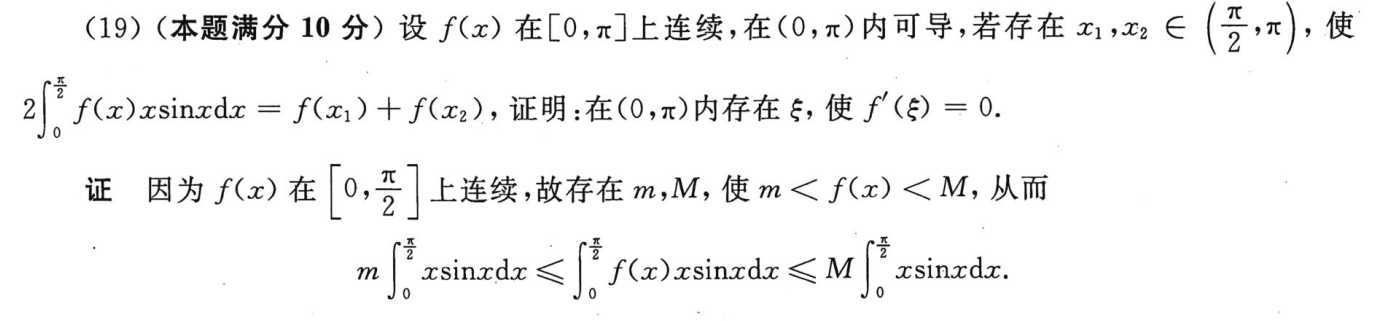 (19)(本题满分 10 分)设 f(x) 在[0,π]上连续,在(0,π)内可导,若存在 x₁,x₂ ∈ (π/2,π), 使
2∫₀^(π/2) f(x)xsinxdx = f(x₁)+f(x₂), 证明:在(0,π)内存在 ξ, 使 f′(ξ) = 0.
证 因为 f(x) 在 [0,π/2] 上连续,故存在 m,M, 使 m < f(x) < M, 从而
m∫₀^(π/2) xsinxdx ⩽ ∫₀^(π/2) f(x)xsinxdx ⩽ M∫₀^(π/2) xsinxdx.